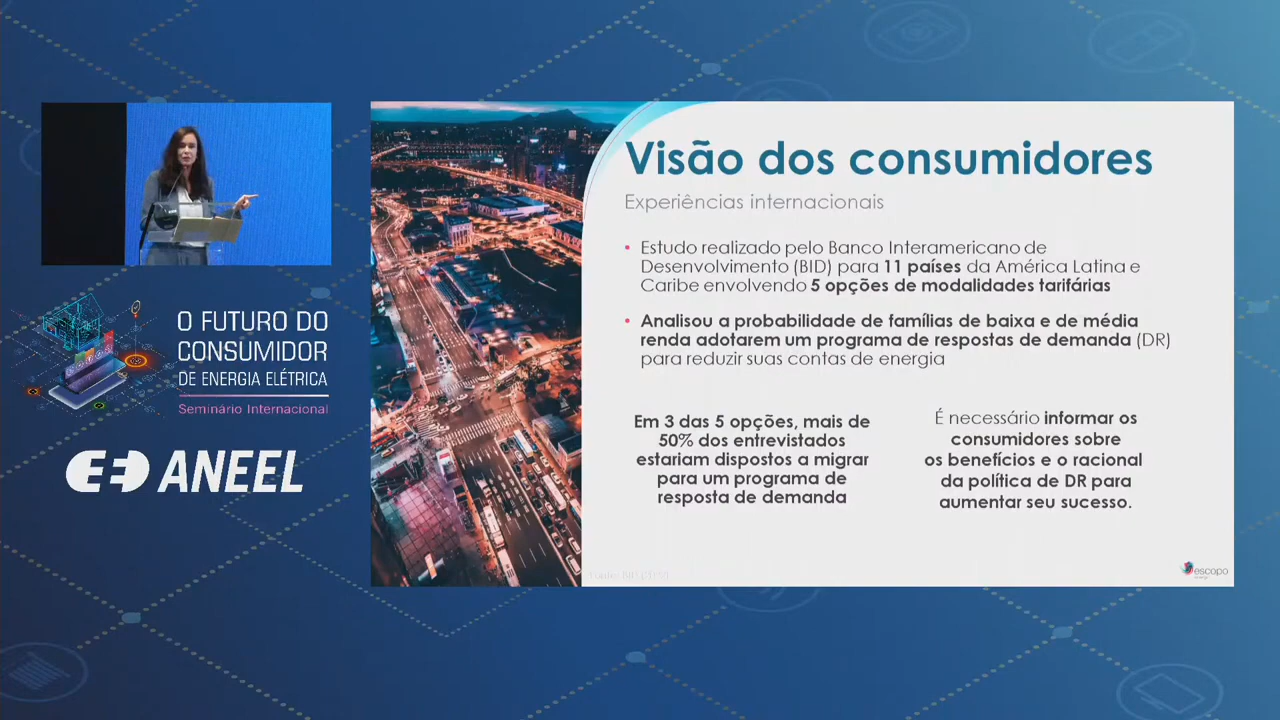 O FUTURO DO
CONSUMIDOR
DE ENERGIA ELÉTRICA
Seminário Internacional
ANEEL
Visão dos consumidores
Experiências internacionais
• Estudo realizado pelo Banco Interamericano de
Desenvolvimento (BID) para 11 países da América Latina e
Caribe envolvendo 5 opções de modalidades tarifárias
• Analisou a probabilidade de famílias de baixa e de média
renda adotarem um programa de respostas de demanda (DR)
para reduzir suas contas de energia
Em 3 das 5 opções, mais de
50% dos entrevistados
estariam dispostos a migrar
para um programa de
resposta de demanda
É necessário informar os
consumidores sobre
os benefícios e o racional
da política de DR para
aumentar seu sucesso.
escopo